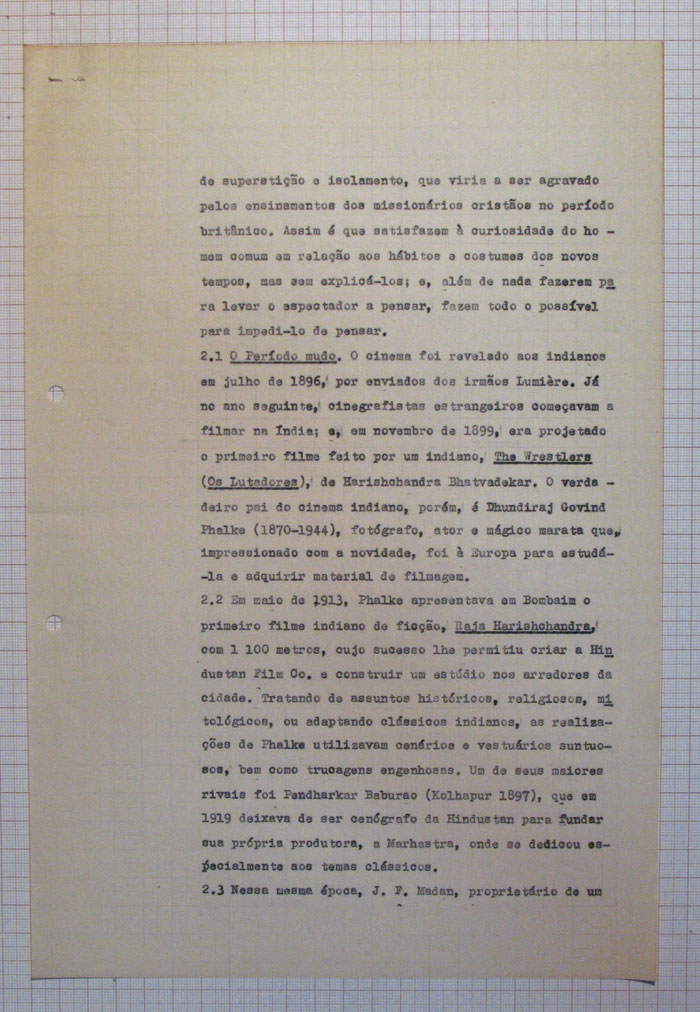 de superstição e isolamento, que viria a ser agravado
pelos ensinamentos dos missionários cristãos no período
britânico. Assim é que satisfazem à curiosidade do ho -
mem comum em relação aos hábitos e costumes dos novos
tempos, mas sem explicá-los; e, além de nada fazerem pa
ra levar o espectador a pensar, fazem todo o possível
para impedi-lo de pensar.
2.1 O Período mudo. O cinema foi revelado aos indianos
em julho de 1896, por enviados dos irmãos Lumière. Já
no ano seguinte, cinegrafistas estrangeiros começavam a
filmar na Índia; e, em novembro de 1899, era projetado
o primeiro filme feito por um indiano, The Wrestlers
(Os Lutadores), de Harishchandra Bhatvadekar. O verda -
deiro pai do cinema indiano, porém, é Dhundiraj Govind
Phalke (1870-1944), fotógrafo, ator e mágico marata que,
impressionado com a novidade, foi à Europa para estudá-
-la e adquirir material de filmagem.
2.2 Em maio de 1913, Phalke apresentava em Bombaim o
primeiro filme indiano de ficção, Raja Harishchandra,
com 1 100 metros, cujo sucesso lhe permitiu criar a Hin
dustan Film Co. e construir um estúdio nos arredores da
cidade. Tratando de assuntos históricos, religiosos, mi
tológicos, ou adaptando clássicos indianos, as realiza-
ções de Phalke utilizavam cenários e vestuários suntuo-
sos, bem como trucagens engenhosas. Um de seus maiores
rivais foi Pendharkar Baburao (Kolhapur 1897), que em
1919 deixava de ser cenógrafo da Hindustan para fundar
sua própria produtora, a Marhastra, onde se dedicou es-
pecialmente aos temas clássicos.
2.3 Nessa mesma época, J. F. Madan, proprietário de um